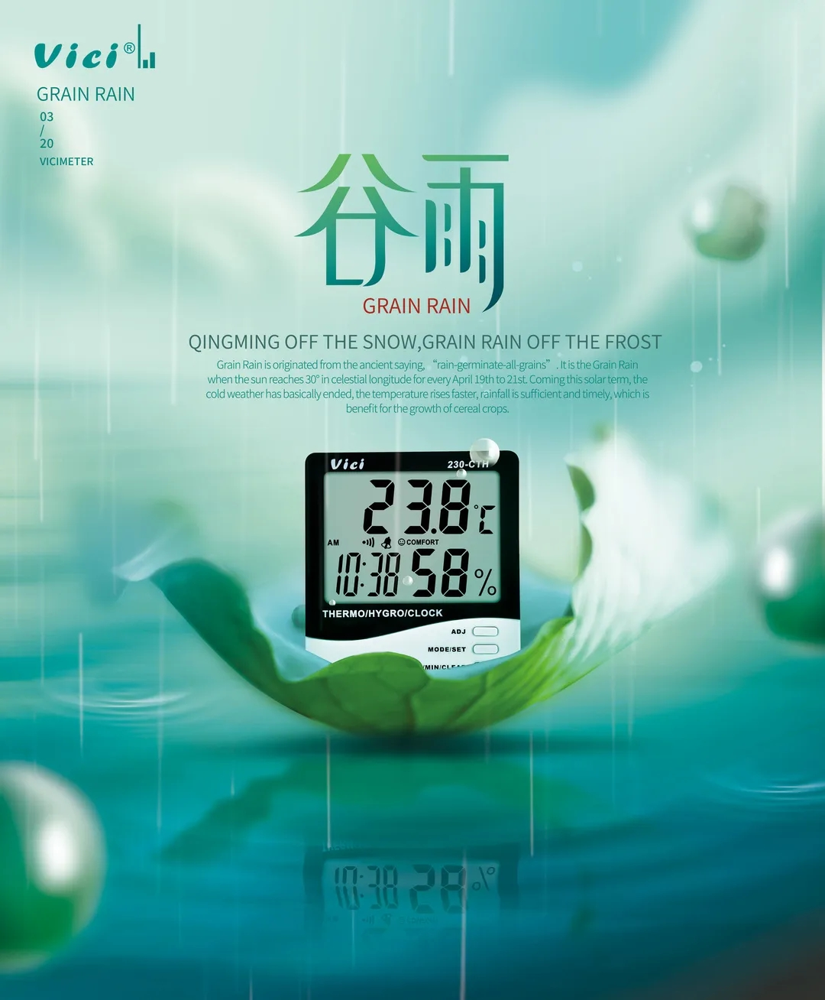 Vici®
GRAIN RAIN
03
/
20
VICIMETER
谷雨
GRAIN RAIN
QINGMING OFF THE SNOW,GRAIN RAIN OFF THE FROST
Grain Rain is originated from the ancient saying, “rain-germinate-all-grains” . It is the Grain Rain
when the sun reaches 30° in celestial longitude for every April 19th to 21st. Coming this solar term, the
cold weather has basically ended, the temperature rises faster, rainfall is sufficient and timely, which is
benefit for the growth of cereal crops.
Vici 230-CTH
23.8 °C
AM COMFORT
10:38 58 %
THERMO/HYGRO/CLOCK
ADJ
MODE/SET
/MIN/CLEAR